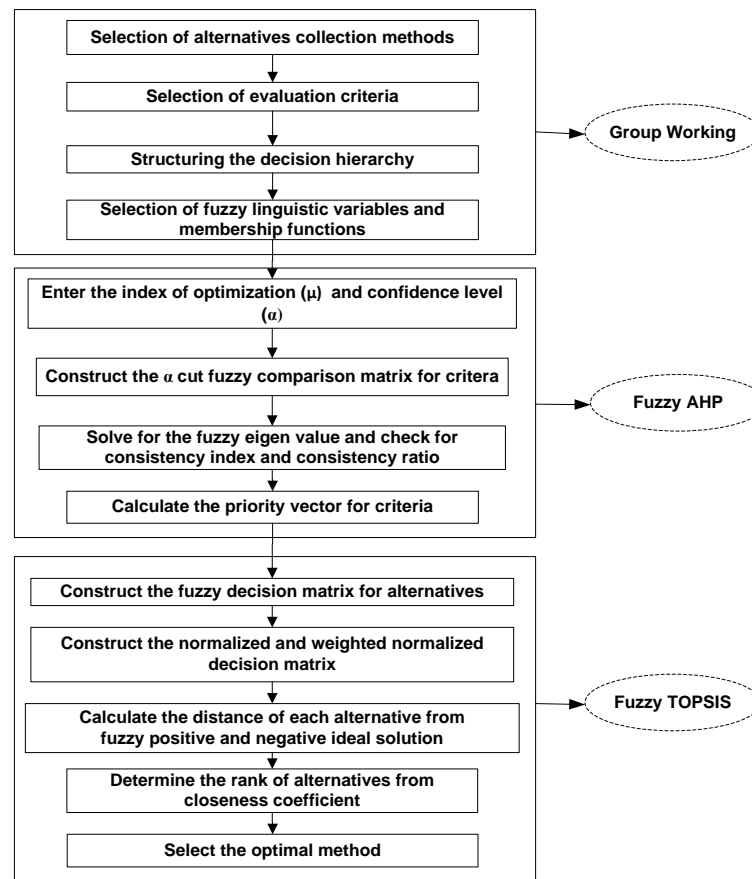 Selection of alternatives collection methods
Selection of evaluation criteria
Group Working
Structuring the decision hierarchy
Selection of fuzzy linguistic variables and
membership functions
Enter the index of optimization (μ) and confidence level
(α)
Construct the α cut fuzzy comparison matrix for critera
Fuzzy AHP
Solve for the fuzzy eigen value and check for
consistency index and consistency ratio
Calculate the priority vector for criteria
Construct the fuzzy decision matrix for alternatives
Construct the normalized and weighted normalized
decision matrix
Fuzzy TOPSIS
Calculate the distance of each alternative from
fuzzy positive and negative ideal solution
Determine the rank of alternatives from
closeness coefficient
Select the optimal method